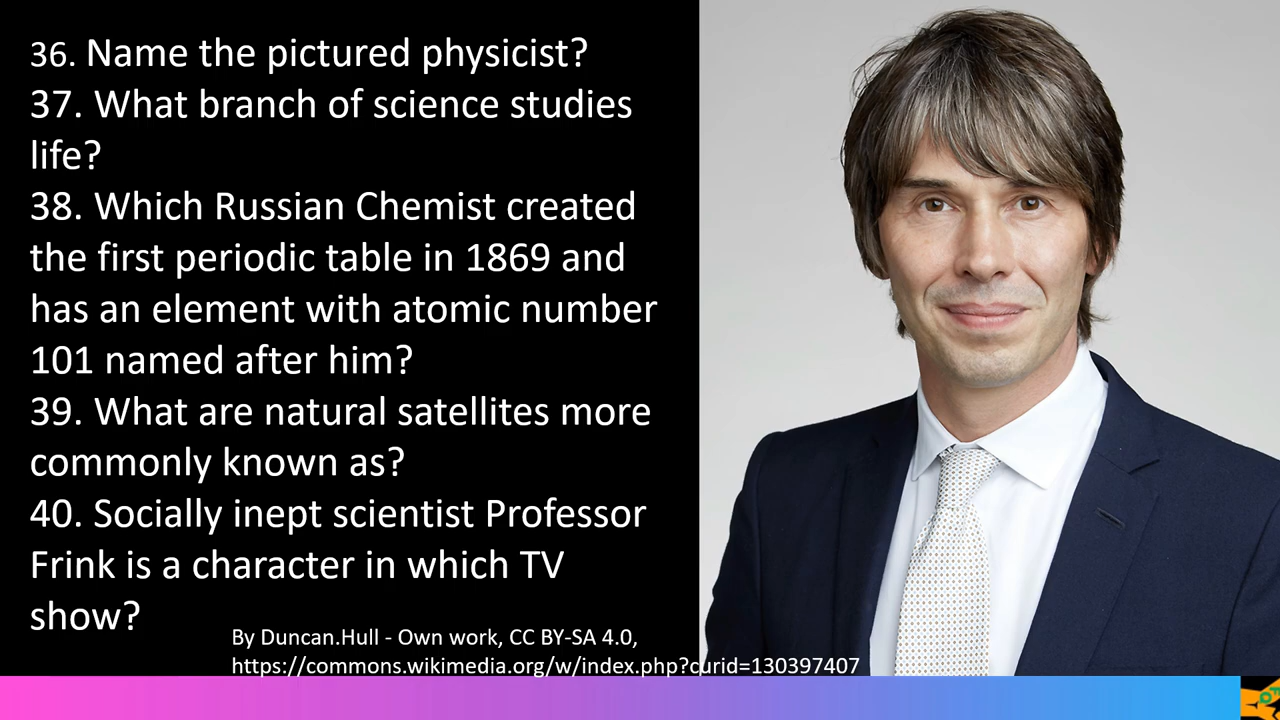 36. Name the pictured physicist?
37. What branch of science studies
life?
38. Which Russian Chemist created
the first periodic table in 1869 and
has an element with atomic number
101 named after him?
39. What are natural satellites more
commonly known as?
40. Socially inept scientist Professor
Frink is a character in which TV
show?
By Duncan.Hull - Own work, CC BY-SA 4.0,
https://commons.wikimedia.org/w/index.php?curid=130397407